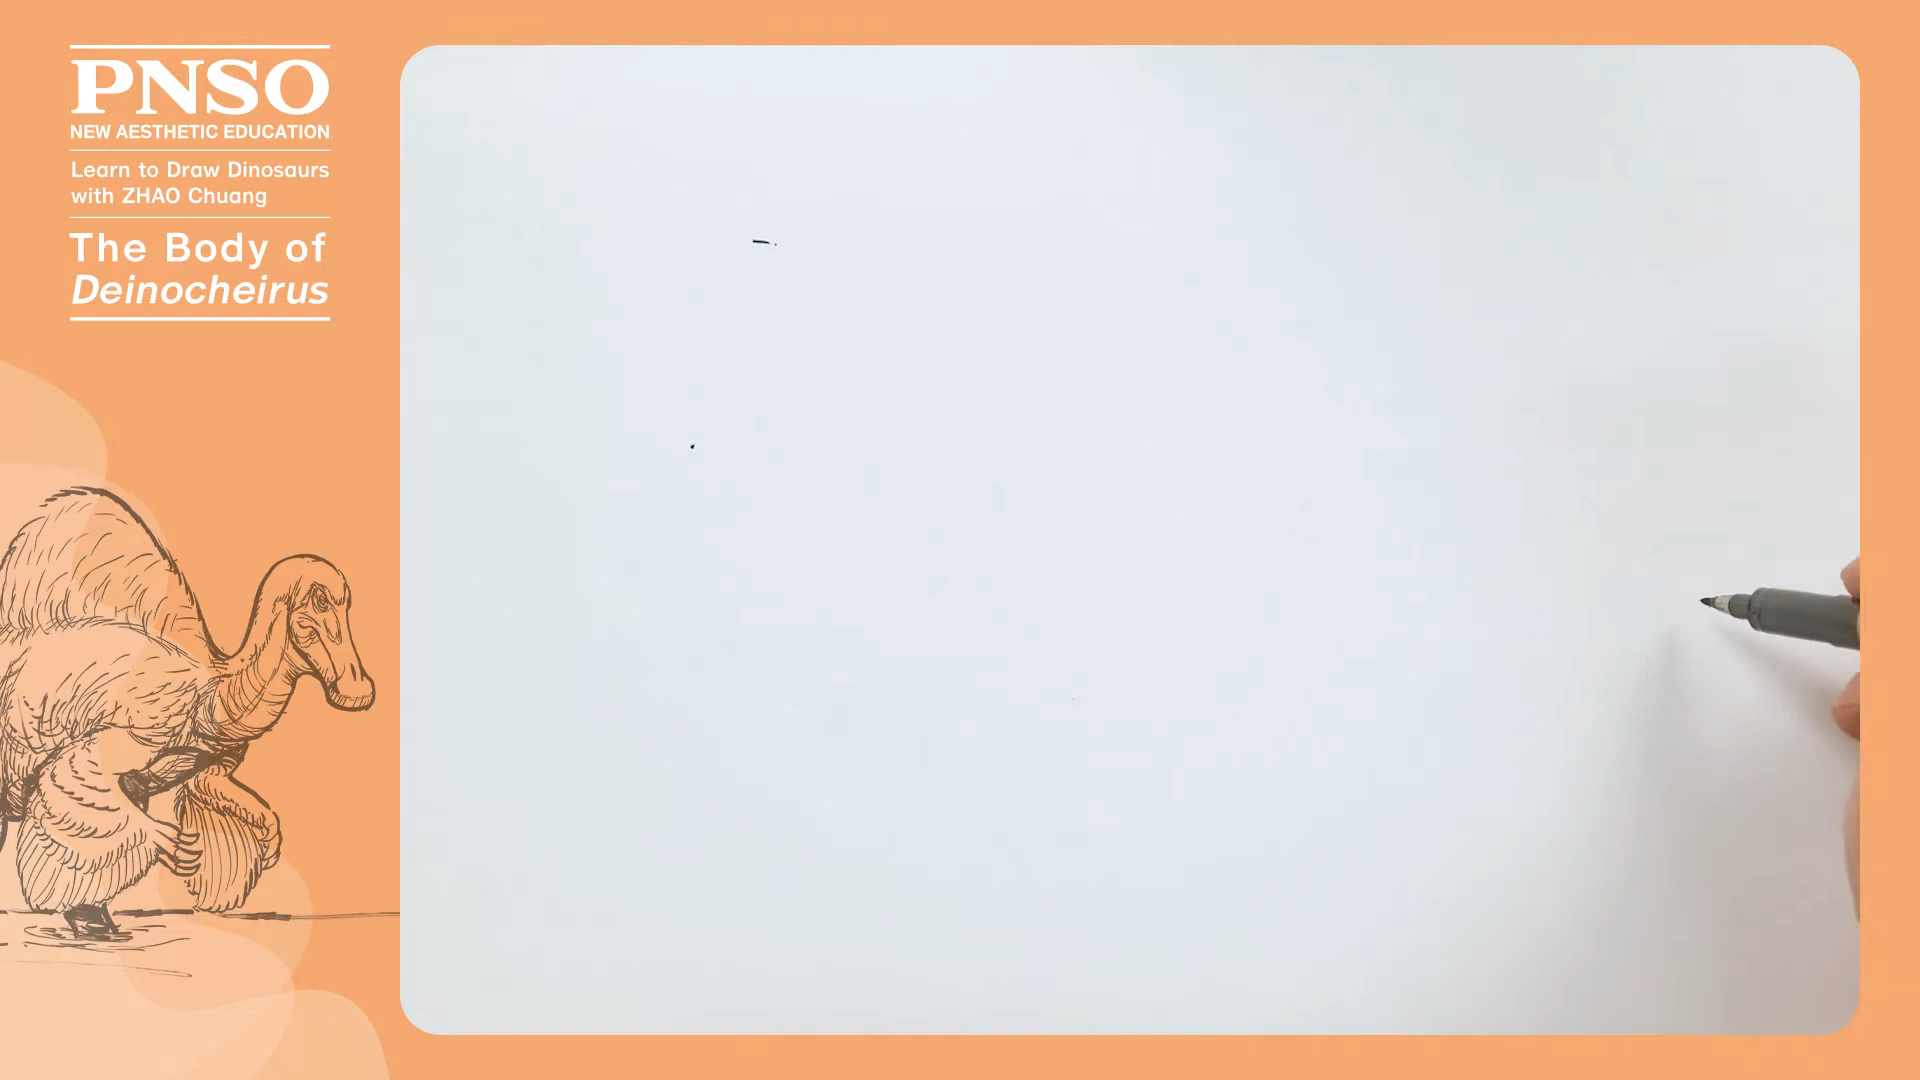 PNSO
NEW AESTHETIC EDUCATION
Learn to Draw Dinosaurs
with ZHAO Chuang
The Body of
Deinocheirus